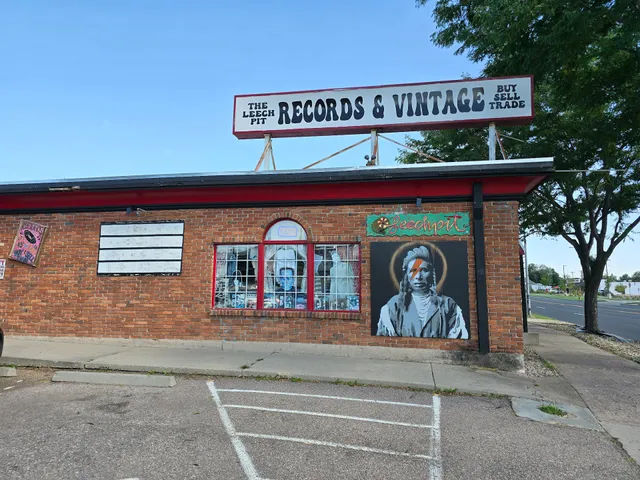 THE
LEECH
PIT
RECORDS & VINTAGE
BUY
SELL
TRADE
Leechpit